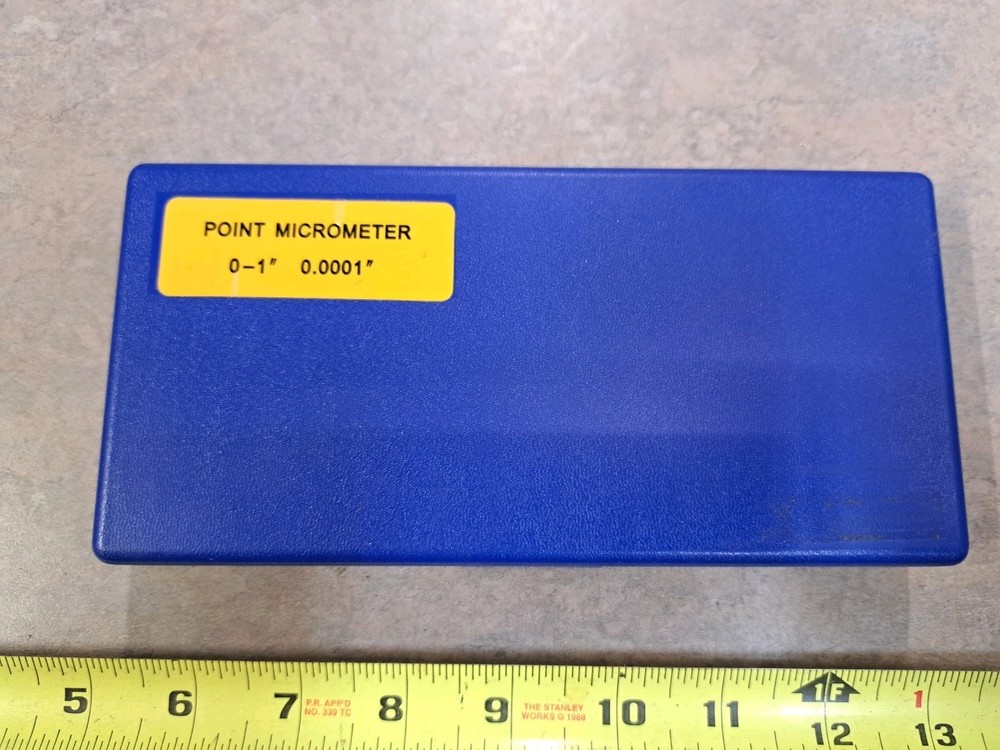 POINT MICROMETER
0-1" 0.0001"
1F 1
5 6 7 P.R. APP'D 8 9 THE STANLEY 10 11 12 13
NO. 339 TC WORKS © 1988